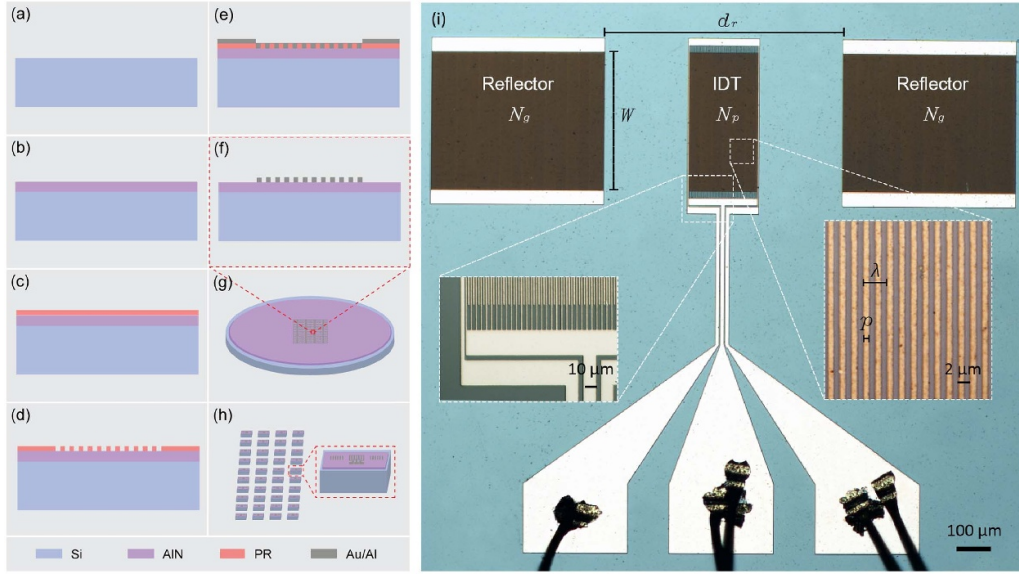 (a)
(b)
(c)
(d)
(e)
(f)
(g)
(h)
Si AlN PR Au/Al
(i)
d_r
Reflector
N_g
W
IDT
N_p
Reflector
N_g
10 μm
λ
p
2 μm
100 μm